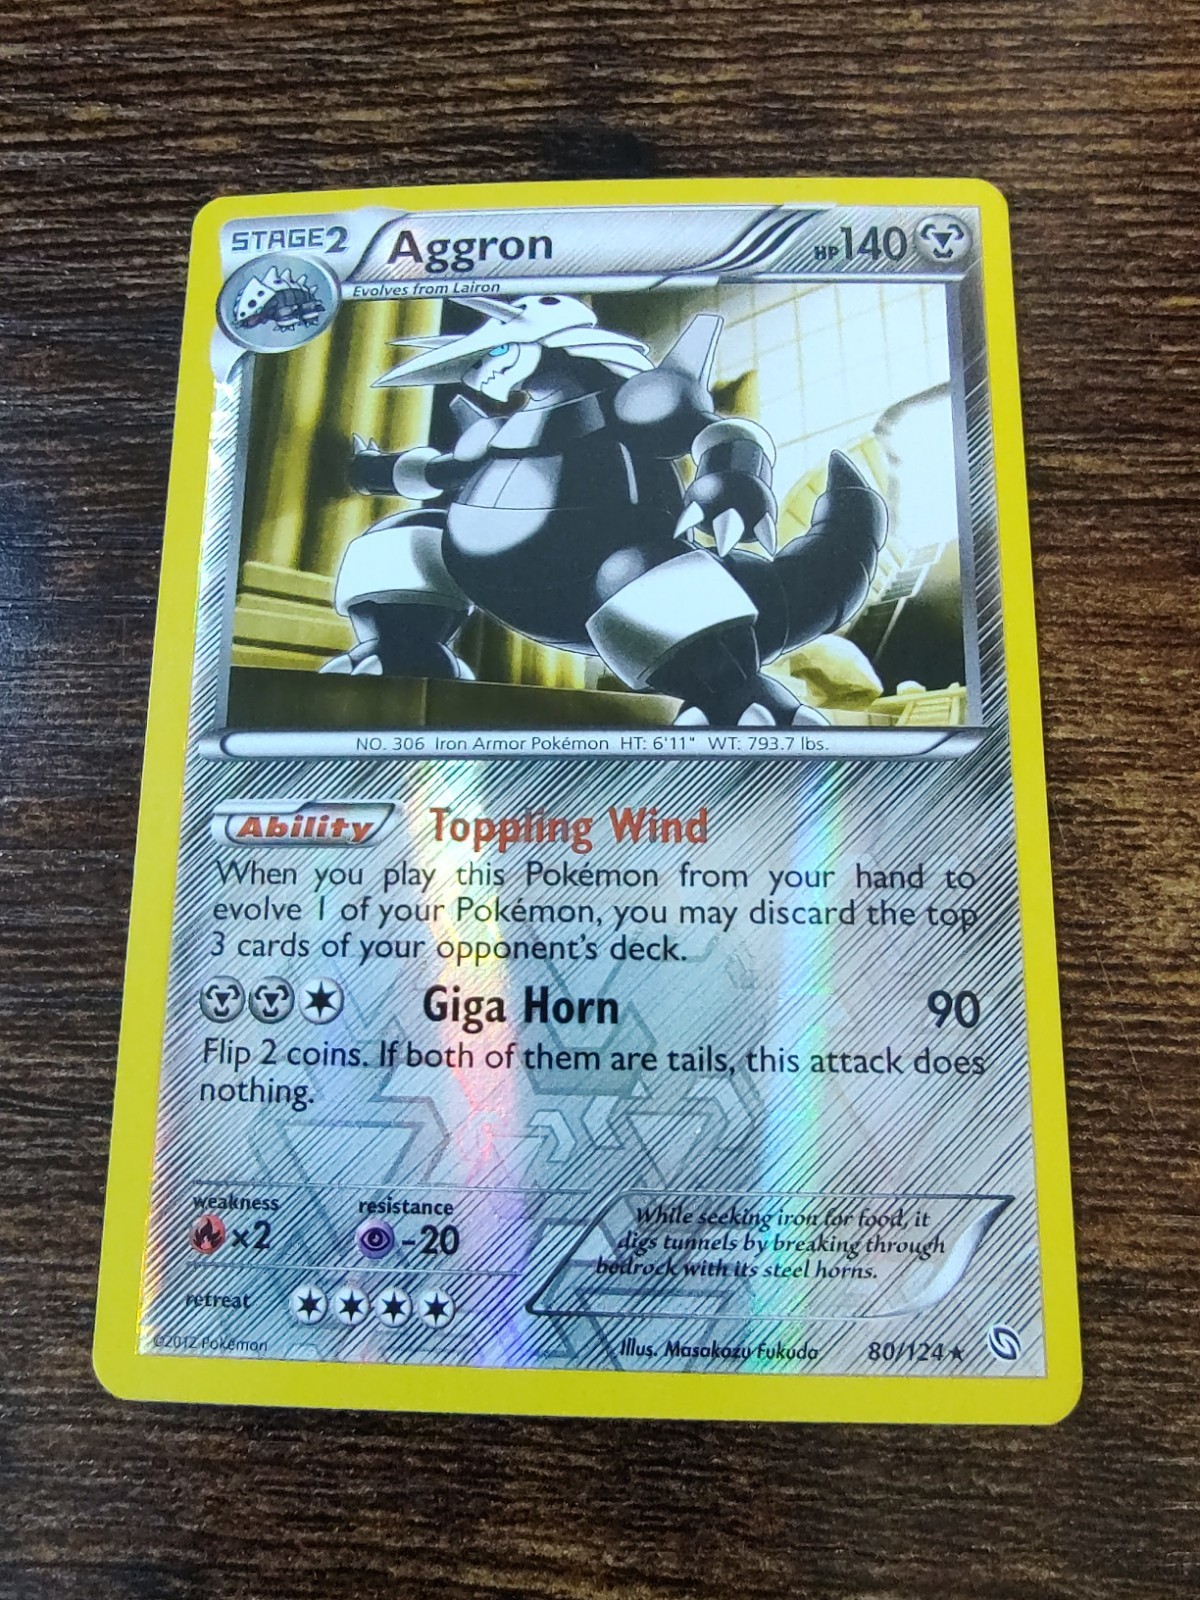 STAGE2 Aggron HP140
Evolves from Lairon
NO. 306 Iron Armor Pokémon HT: 6'11" WT: 793.7 lbs.
Ability Toppling Wind
When you play this Pokémon from your hand to
evolve 1 of your Pokémon, you may discard the top
3 cards of your opponent's deck.
Giga Horn 90
Flip 2 coins. If both of them are tails, this attack does
nothing.
weakness resistance
×2 -20
While seeking iron for food, it
digs tunnels by breaking through
bedrock with its steel horns.
retreat
©2012 Pokémon Illus. Masakazu Fukuda 80/124 ★